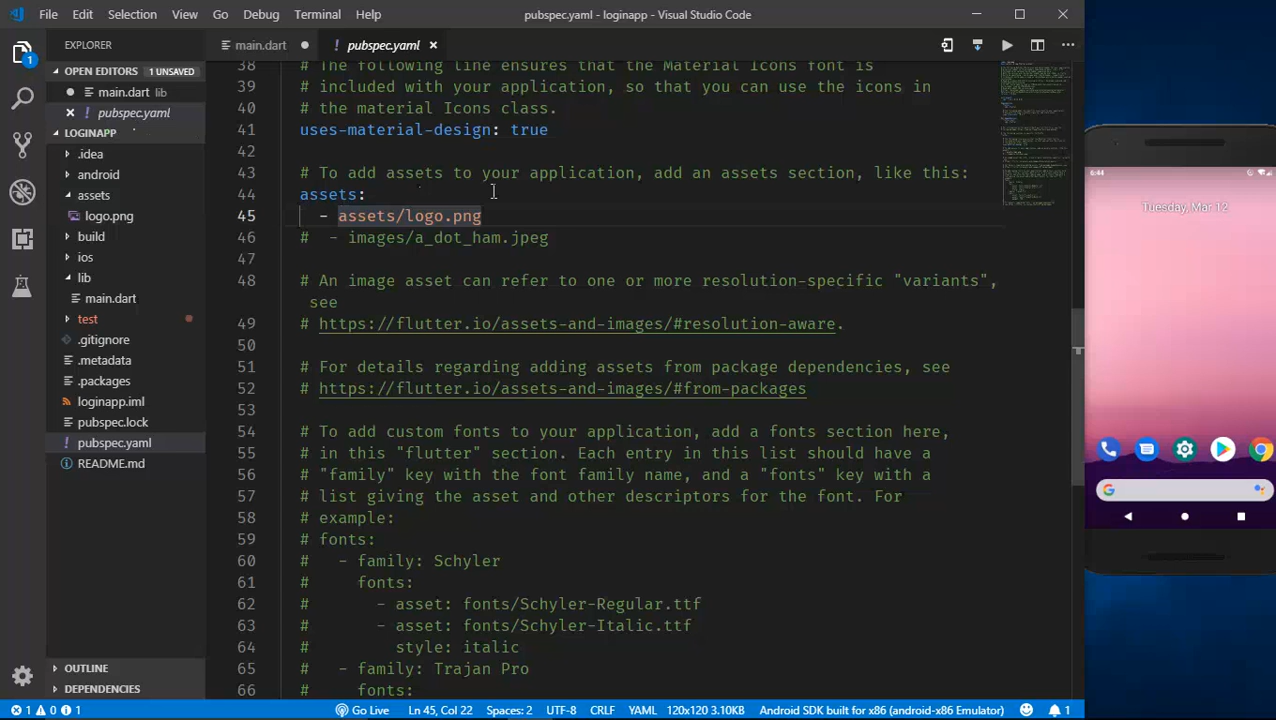 File Edit Selection View Go Debug Terminal Help
pubspec.yaml - loginapp - Visual Studio Code
EXPLORER
main.dart
! pubspec.yaml
OPEN EDITORS 1 UNSAVED
main.dart lib
! pubspec.yaml
LOGINAPP
.idea
android
assets
logo.png
build
ios
lib
main.dart
test
.gitignore
.metadata
.packages
loginapp.iml
pubspec.lock
! pubspec.yaml
README.md
OUTLINE
DEPENDENCIES
38 # The following line ensures that the Material Icons font is
39 # included with your application, so that you can use the icons in
40 # the material Icons class.
41 uses-material-design: true
42
43 # To add assets to your application, add an assets section, like this:
44 assets:
45 - assets/logo.png
46 # - images/a_dot_ham.jpeg
47
48 # An image asset can refer to one or more resolution-specific "variants",
see
49 # https://flutter.io/assets-and-images/#resolution-aware.
50
51 # For details regarding adding assets from package dependencies, see
52 # https://flutter.io/assets-and-images/#from-packages
53
54 # To add custom fonts to your application, add a fonts section here,
55 # in this "flutter" section. Each entry in this list should have a
56 # "family" key with the font family name, and a "fonts" key with a
57 # list giving the asset and other descriptors for the font. For
58 # example:
59 # fonts:
60 # - family: Schyler
61 # fonts:
62 # - asset: fonts/Schyler-Regular.ttf
63 # - asset: fonts/Schyler-Italic.ttf
64 # style: italic
65 # - family: Trajan Pro
66 # fonts:
6:44
Tuesday, Mar 12
G
1 0 1
Go Live
Ln 45, Col 22 Spaces: 2 UTF-8 CRLF YAML 120x120 3.10KB Android SDK built for x86 (android-x86 Emulator) 1